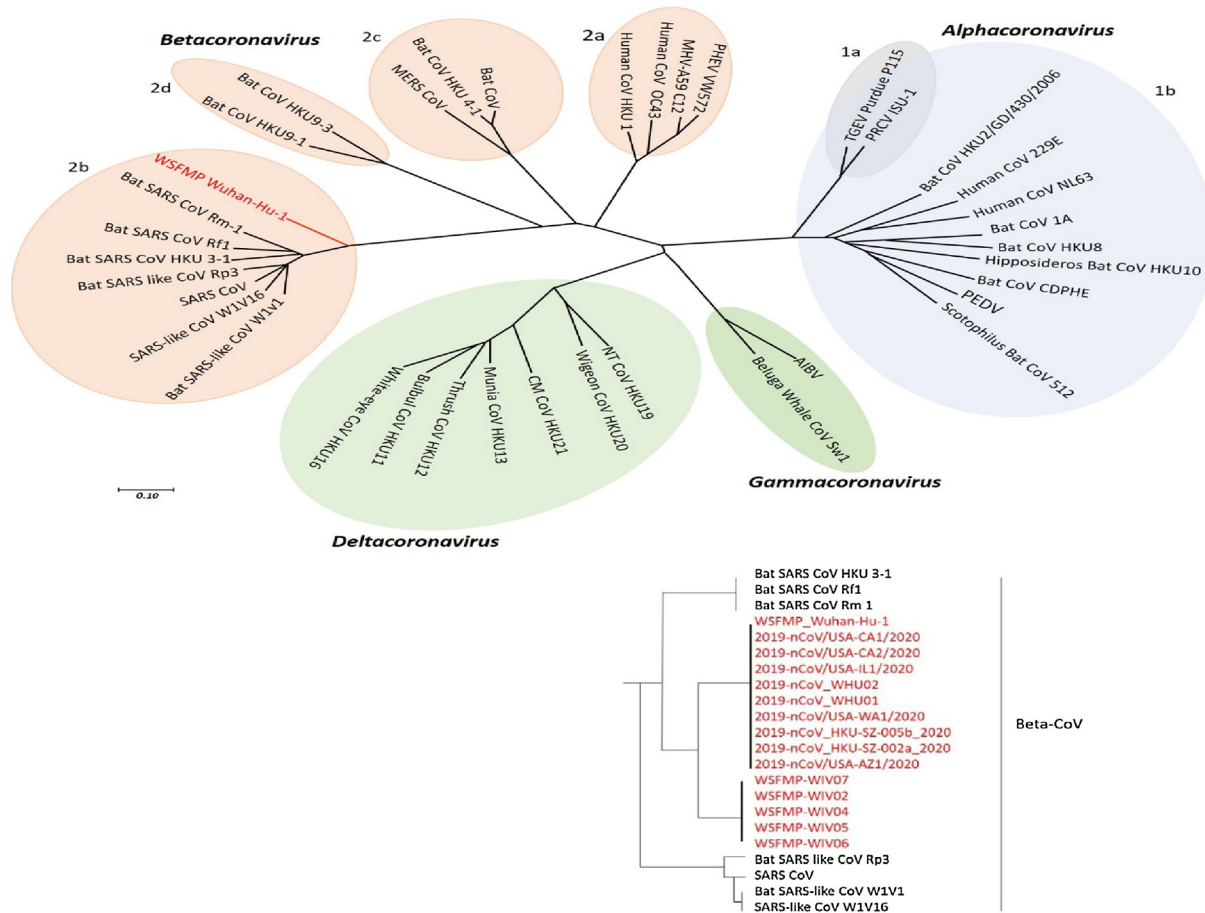 Betacoronavirus
2c
2a
Alphacoronavirus
1a
1b
2d
2b
Bat CoV HKU9-3
Bat CoV HKU9-1
MERS CoV
Bat CoV HKU 4-1
Bat CoV
Human CoV HKU 1
Human CoV OC43
MHV-A59 C12
PHEV VW572
TGEV Purdue P115
PRCV ISU-1
Bat CoV HKU2/GD/430/2006
Human CoV 229E
Human CoV NL63
Bat CoV 1A
Bat CoV HKU8
Hipposideros Bat CoV HKU10
Bat CoV CDPHE
PEDV
Scotophilus Bat CoV 512
WSFMP Wuhan-Hu-1
Bat SARS CoV Rm-1
Bat SARS CoV Rf1
Bat SARS CoV HKU 3-1
Bat SARS like CoV Rp3
SARS CoV
SARS-like CoV W1V16
Bat SARS-like CoV W1v1
White-eye CoV HKU16
Bulbul CoV HKU11
Thrush CoV HKU12
Munia CoV HKU13
CM CoV HKU21
Wigeon CoV HKU20
NT CoV HKU19
AIBV
Beluga Whale CoV Sw1
Gammacoronavirus
0.10
Deltacoronavirus
Bat SARS CoV HKU 3-1
Bat SARS CoV Rf1
Bat SARS CoV Rm 1
WSFMP_Wuhan-Hu-1
2019-nCoV/USA-CA1/2020
2019-nCoV/USA-CA2/2020
2019-nCoV/USA-IL1/2020
2019-nCoV_WHU02
2019-nCoV_WHU01
2019-nCoV/USA-WA1/2020
2019-nCoV_HKU-SZ-005b_2020
2019-nCoV_HKU-SZ-002a_2020
2019-nCoV/USA-AZ1/2020
WSFMP-WIV07
WSFMP-WIV02
WSFMP-WIV04
WSFMP-WIV05
WSFMP-WIV06
Bat SARS like CoV Rp3
SARS CoV
Bat SARS-like CoV W1V1
SARS-like CoV W1V16
Beta-CoV